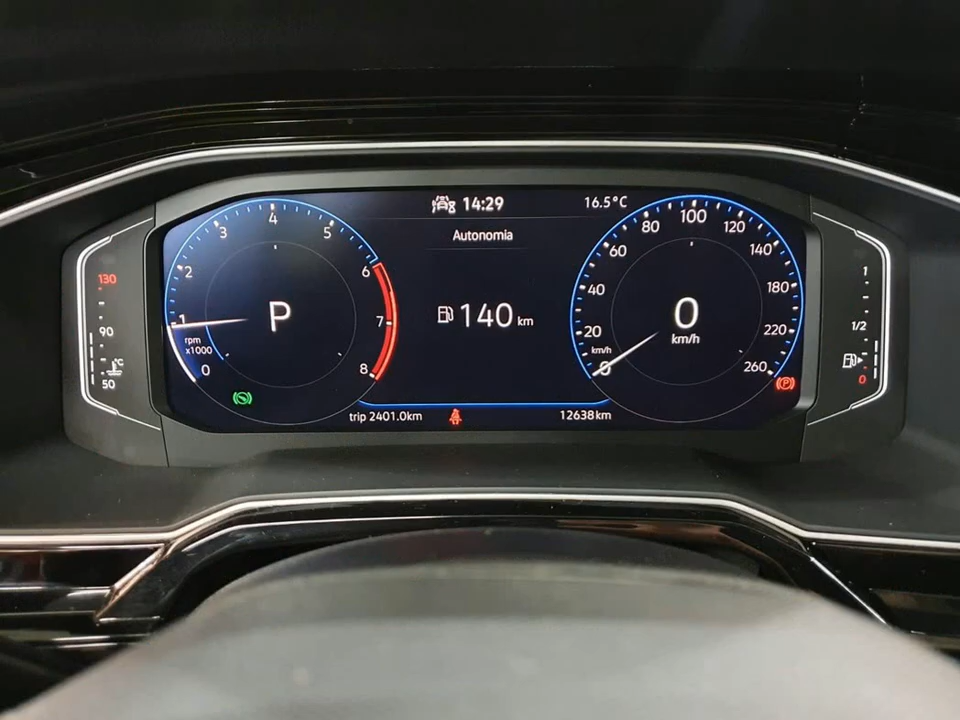 14:29
16.5°C
Autonomia
140 km
1
2
3
4
5
6
7
8
0
rpm
x1000
P
0
20
40
60
80
100
120
140
180
220
260
km/h
0
km/h
130
90
°C
50
1
1/2
0
P
trip 2401.0km
12638km